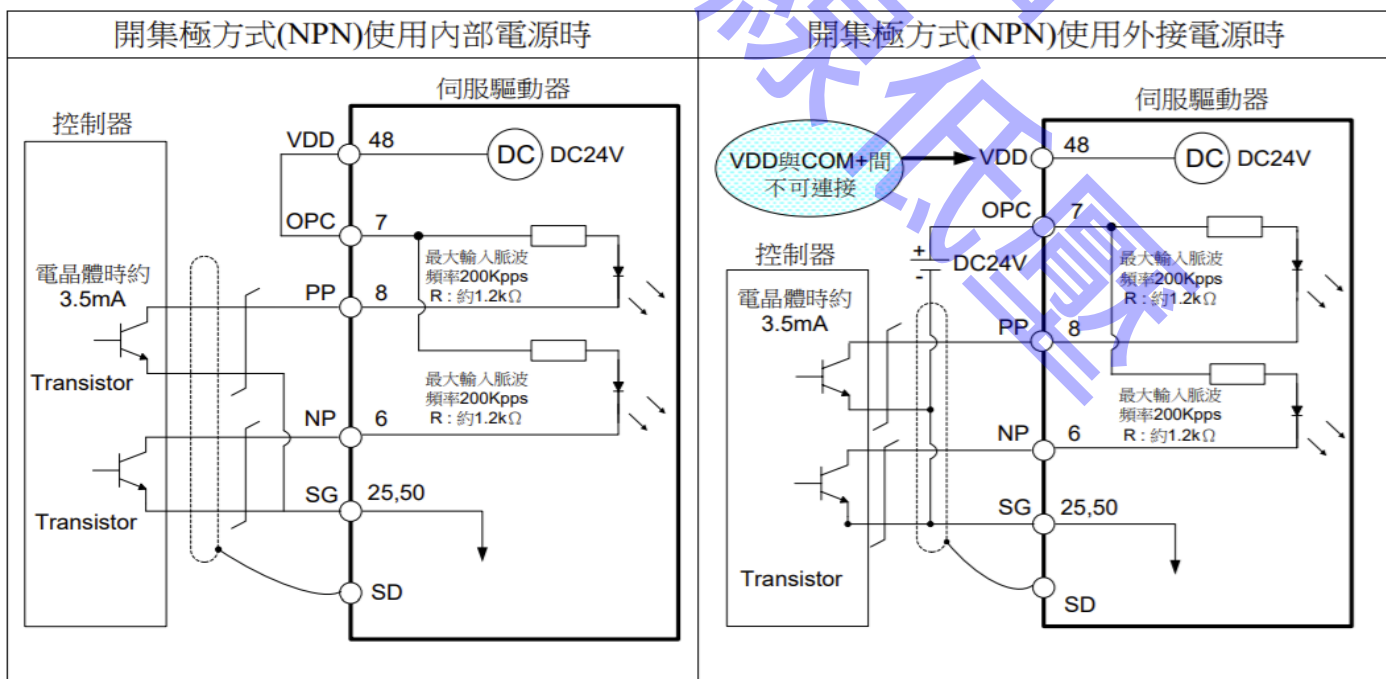 開集極方式(NPN)使用內部電源時
伺服驅動器
控制器
VDD
48
DC
DC24V
OPC
7
最大輸入脈波
頻率200Kpps
R : 約1.2kΩ
電晶體時約
3.5mA
PP
8
Transistor
最大輸入脈波
頻率200Kpps
R : 約1.2kΩ
NP
6
SG
25,50
Transistor
SD
開集極方式(NPN)使用外接電源時
伺服驅動器
VDD與COM+間
不可連接
VDD
48
DC
DC24V
OPC
7
控制器
+
-
DC24V
最大輸入脈波
頻率200Kpps
R : 約1.2kΩ
電晶體時約
3.5mA
PP
8
Transistor
最大輸入脈波
頻率200Kpps
R : 約1.2kΩ
NP
6
SG
25,50
Transistor
SD